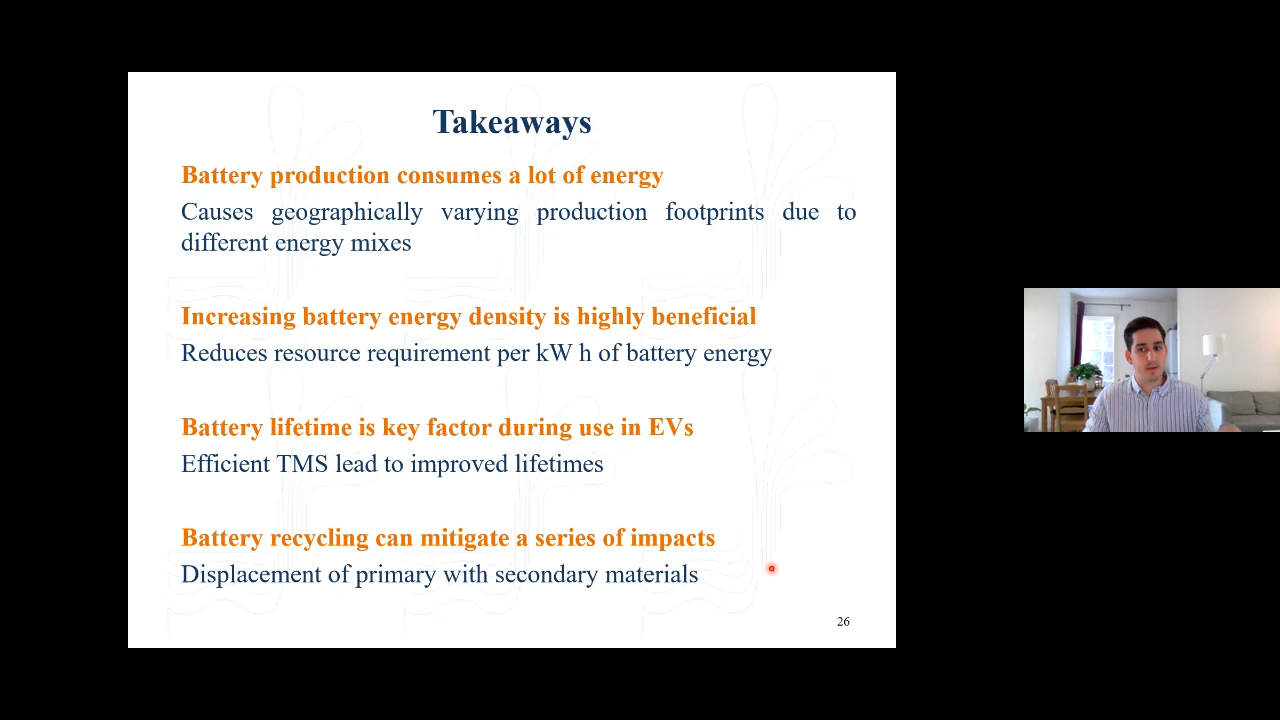 Takeaways
Battery production consumes a lot of energy
Causes geographically varying production footprints due to
different energy mixes
Increasing battery energy density is highly beneficial
Reduces resource requirement per kW h of battery energy
Battery lifetime is key factor during use in EVs
Efficient TMS lead to improved lifetimes
Battery recycling can mitigate a series of impacts
Displacement of primary with secondary materials
26